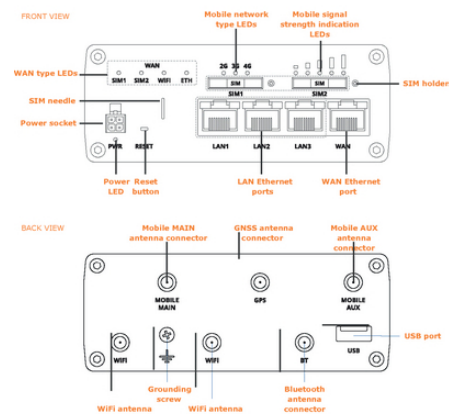 FRONT VIEW
Mobile network
type LEDs
Mobile signal
strength indication
LEDs
WAN type LEDs
WAN
SIM1 SIM2 WIFI ETH
2G 3G 4G
SIM
SIM
SIM1
SIM2
SIM holder
SIM needle
Power socket
PWR
RESET
LAN1
LAN2
LAN3
WAN
Power
LED
Reset
button
LAN Ethernet
ports
WAN Ethernet
port
BACK VIEW
Mobile MAIN
antenna connector
GNSS antenna
connector
Mobile AUX
antenna
connector
MOBILE
MAIN
GPS
MOBILE
AUX
WIFI
WIFI
BT
USB
USB port
Grounding
screw
WiFi antenna
WiFi antenna
Bluetooth
antenna
connector